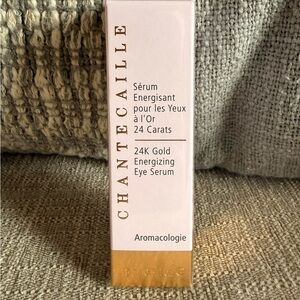 CHANTECAILLE
Sérum
Energisant
pour les Yeux
à l'Or
24 Carats
24K Gold
Energizing
Eye Serum
Aromacologie